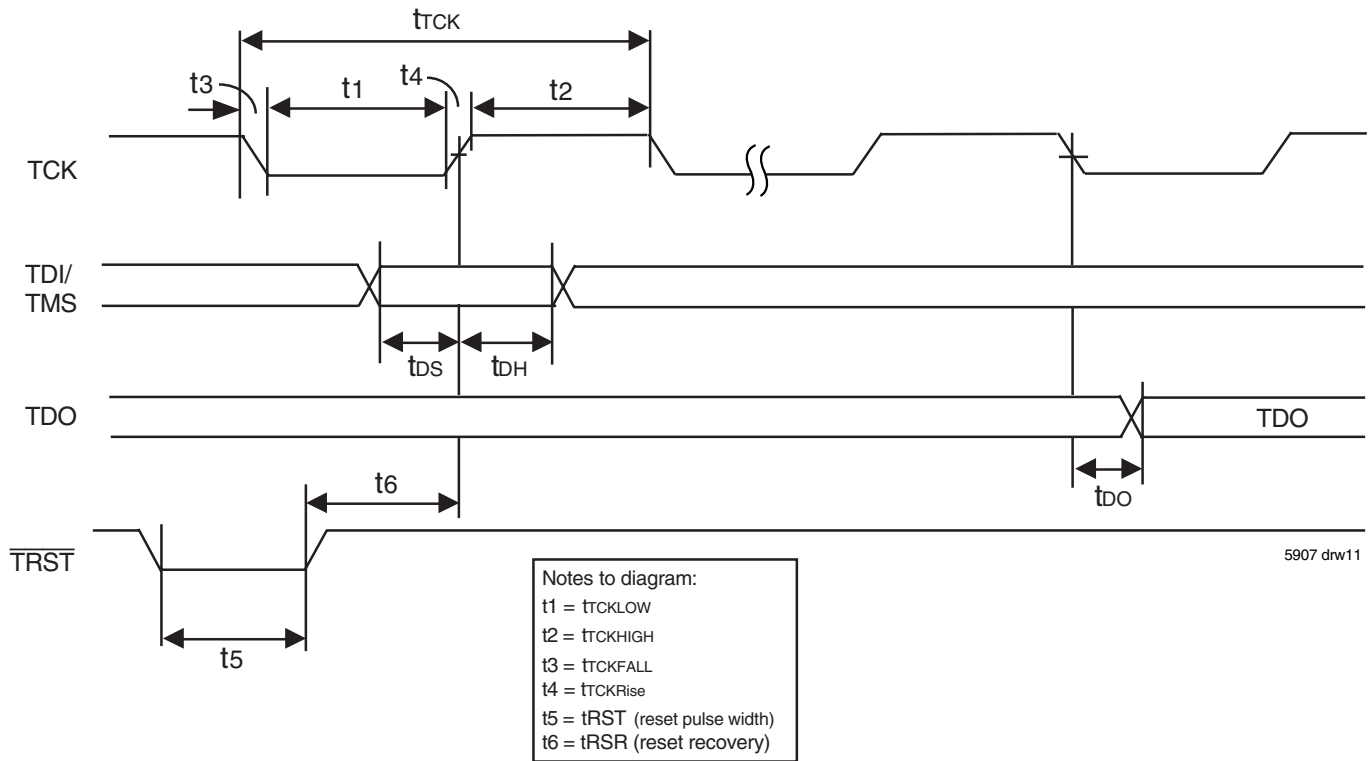 tTCK
t3
t1
t4
t2
TCK
TDI/
TMS
tDS
tDH
TDO
TDO
t6
tDO
TRST
5907 drw11
t5
Notes to diagram:
t1 = tTCKLOW
t2 = tTCKHIGH
t3 = tTCKFALL
t4 = tTCKRise
t5 = tRST (reset pulse width)
t6 = tRSR (reset recovery)